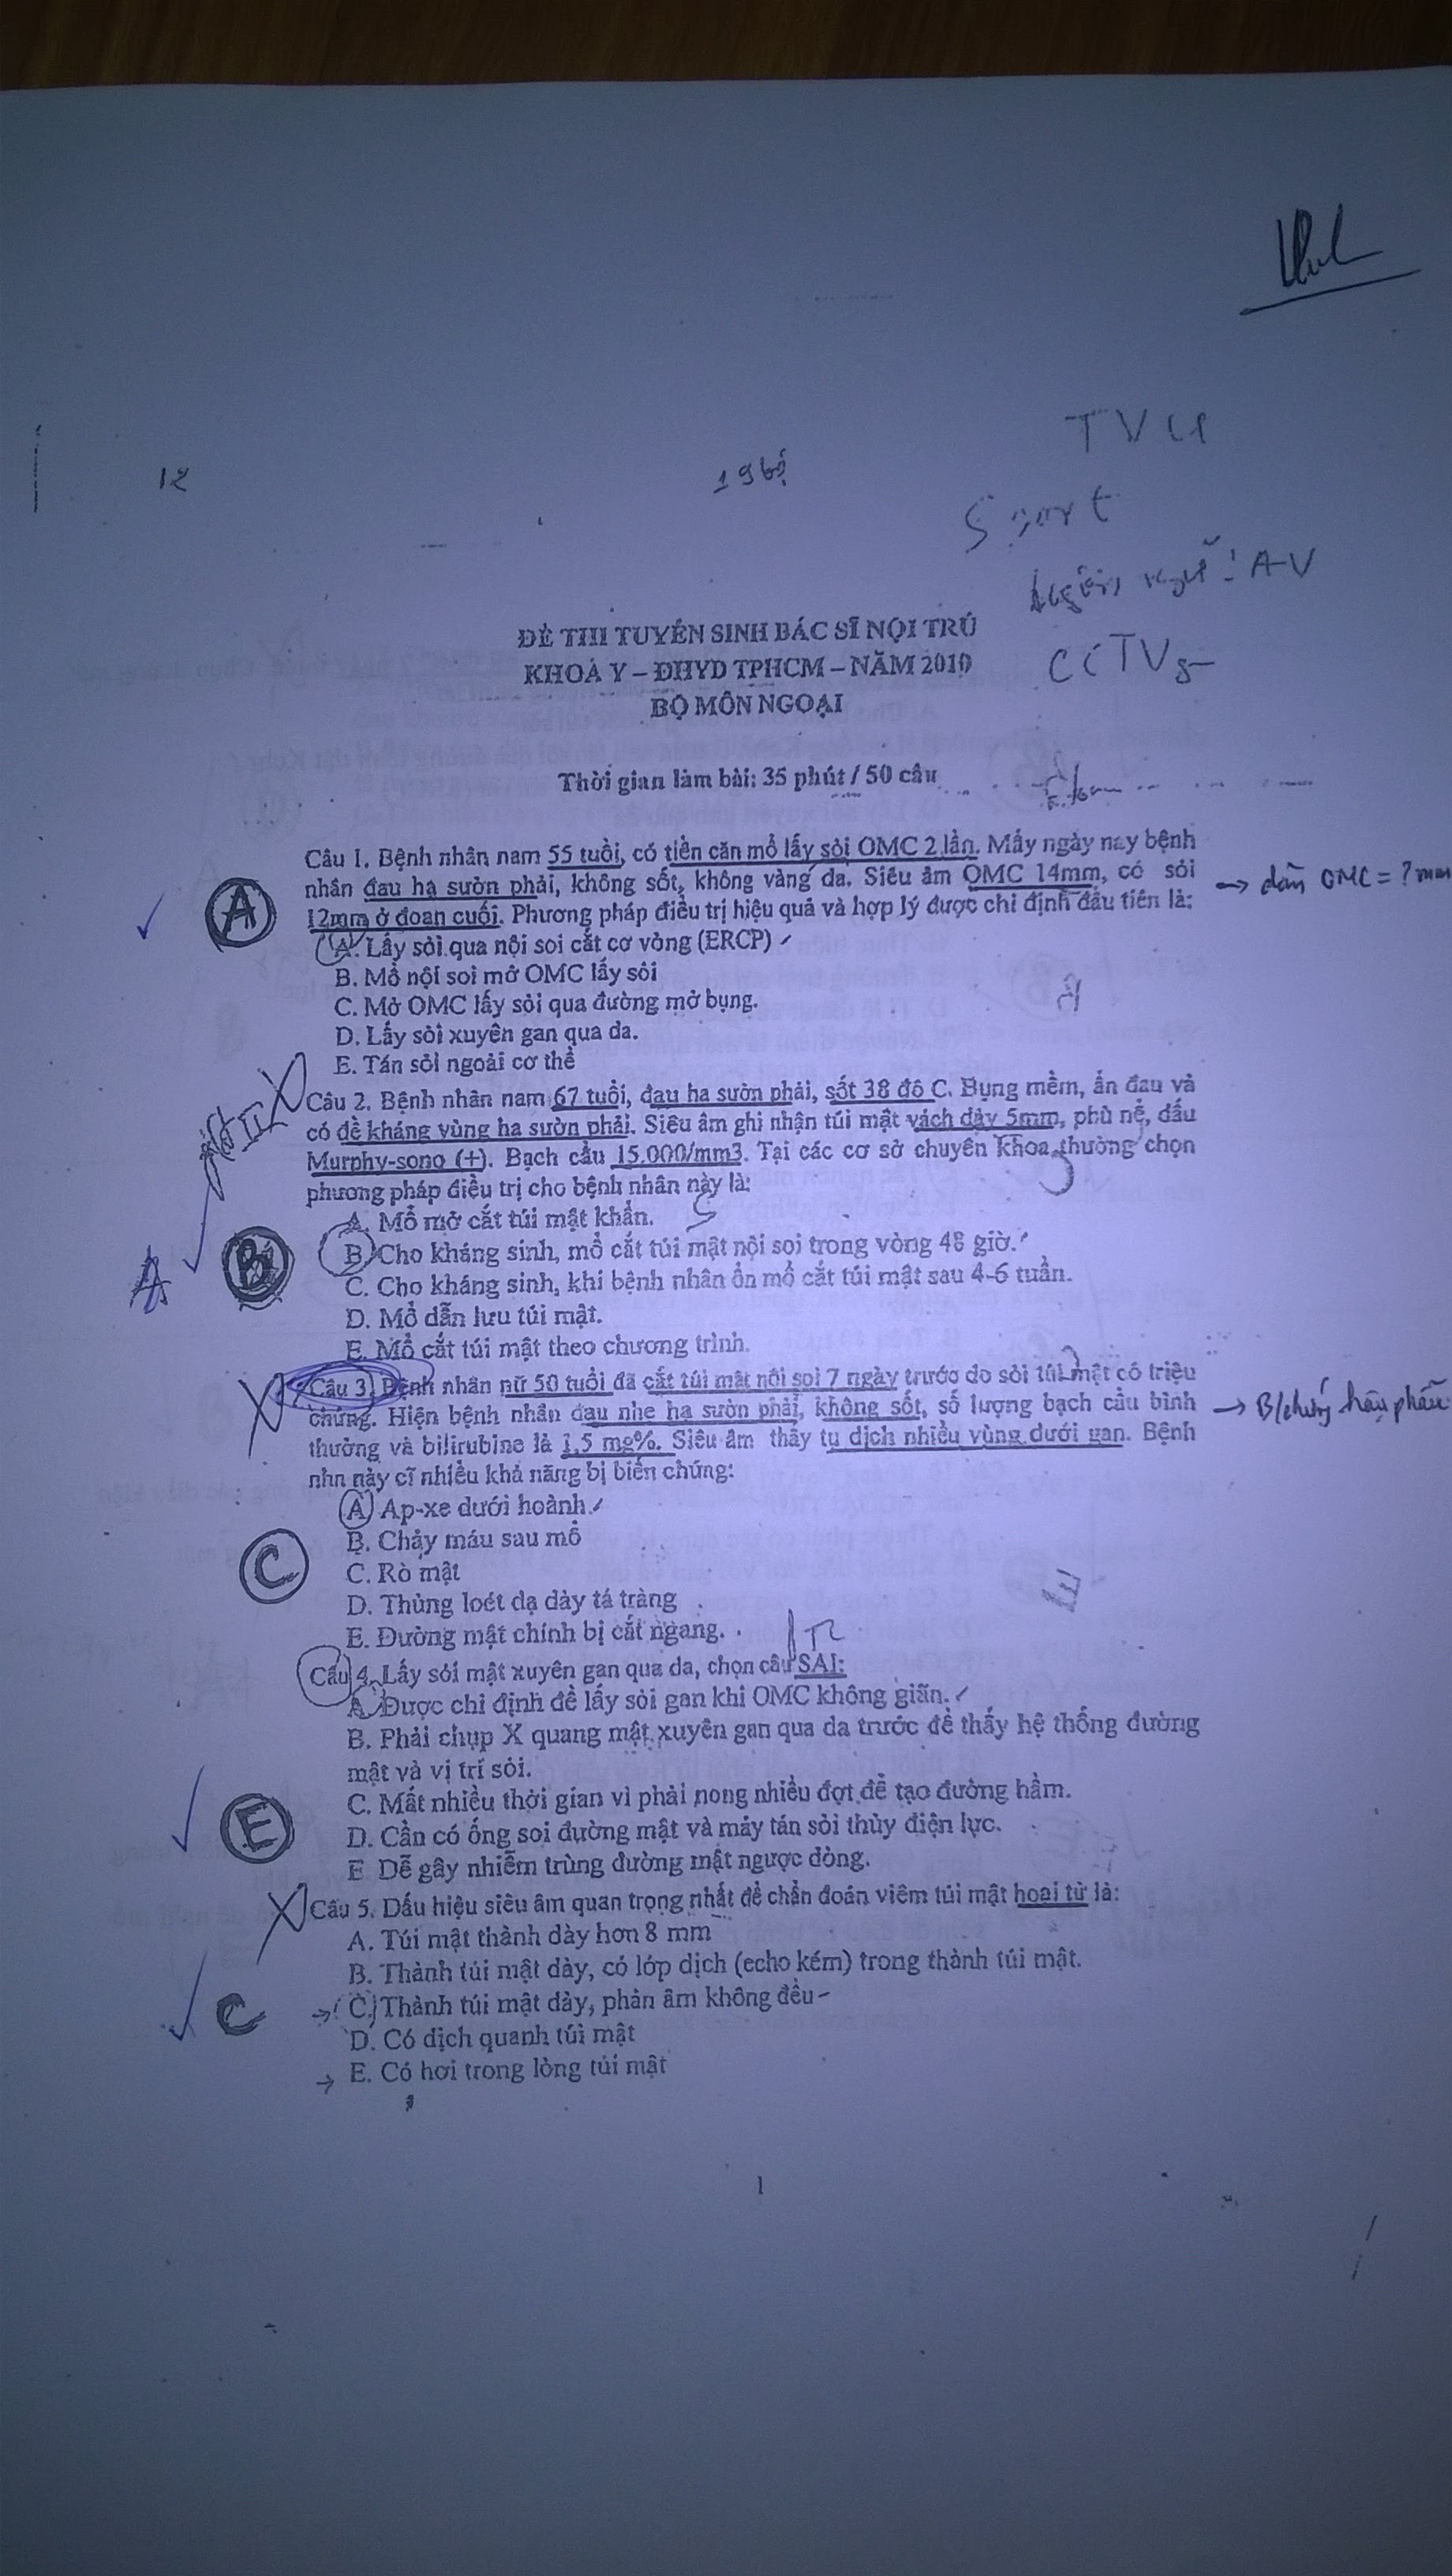 12
TV
AV
CCTV
ĐỀ THI TUYỂN SINH BÁC SĨ NỘI TRÚ
KHOA Y – ĐHYD TPHCM – NĂM 2010
BỘ MÔN NGOẠI
Thời gian làm bài: 35 phút / 50 câu
Câu 1. Bệnh nhân nam 55 tuổi, có tiền căn mổ lấy sỏi OMC 2 lần. Mấy ngày nay bệnh
nhân đau hạ sườn phải, không sốt, không vàng da. Siêu âm OMC 14mm, có sỏi → dãn OMC = ? mm
12mm ở đoạn cuối. Phương pháp điều trị hiệu quả và hợp lý được chỉ định đầu tiên là:
A
A. Lấy sỏi qua nội soi cắt cơ vòng (ERCP)
B. Mổ nội soi mở OMC lấy sỏi
C. Mở OMC lấy sỏi qua đường mở bụng.
D. Lấy sỏi xuyên gan qua da.
E. Tán sỏi ngoài cơ thể
Câu 2. Bệnh nhân nam 67 tuổi, đau hạ sườn phải, sốt 38 độ C. Bụng mềm, ấn đau và
có đề kháng vùng hạ sườn phải. Siêu âm ghi nhận túi mật vách dày 5mm, phù nề, dấu
Murphy-sono (+). Bạch cầu 15.000/mm3. Tại các cơ sở chuyên khoa thường chọn
phương pháp điều trị cho bệnh nhân này là:
A. Mổ mở cắt túi mật khẩn.
B. Cho kháng sinh, mổ cắt túi mật nội soi trong vòng 48 giờ.
A B
C. Cho kháng sinh, khi bệnh nhân ổn mổ cắt túi mật sau 4-6 tuần.
D. Mổ dẫn lưu túi mật.
E. Mổ cắt túi mật theo chương trình.
Câu 3. Bệnh nhân nữ 50 tuổi đã cắt túi mật nội soi 7 ngày trước do sỏi túi mật có triệu
chứng. Hiện bệnh nhân đau nhẹ hạ sườn phải, không sốt, số lượng bạch cầu bình → B/chứng hậu phẫu
thường và bilirubine là 1,5 mg%. Siêu âm thấy tụ dịch nhiều vùng dưới gan. Bệnh
nhn này cĩ nhiều khả năng bị biến chứng:
A. Ap-xe dưới hoành
B. Chảy máu sau mổ
C
C. Rò mật
D. Thủng loét dạ dày tá tràng
E. Đường mật chính bị cắt ngang.
Câu 4. Lấy sỏi mật xuyên gan qua da, chọn câu SAI:
A. Được chỉ định để lấy sỏi gan khi OMC không giãn.
B. Phải chụp X quang mật xuyên gan qua da trước để thấy hệ thống đường
mật và vị trí sỏi.
C. Mất nhiều thời gian vì phải nong nhiều đợt để tạo đường hầm.
E
D. Cần có ống soi đường mật và máy tán sỏi thủy điện lực.
E Dễ gây nhiễm trùng đường mật ngược dòng.
Câu 5. Dấu hiệu siêu âm quan trọng nhất để chẩn đoán viêm túi mật hoại tử là:
A. Túi mật thành dày hơn 8 mm
B. Thành túi mật dày, có lớp dịch (echo kém) trong thành túi mật.
C → C. Thành túi mật dày, phản âm không đều
D. Có dịch quanh túi mật
→ E. Có hơi trong lòng túi mật
1